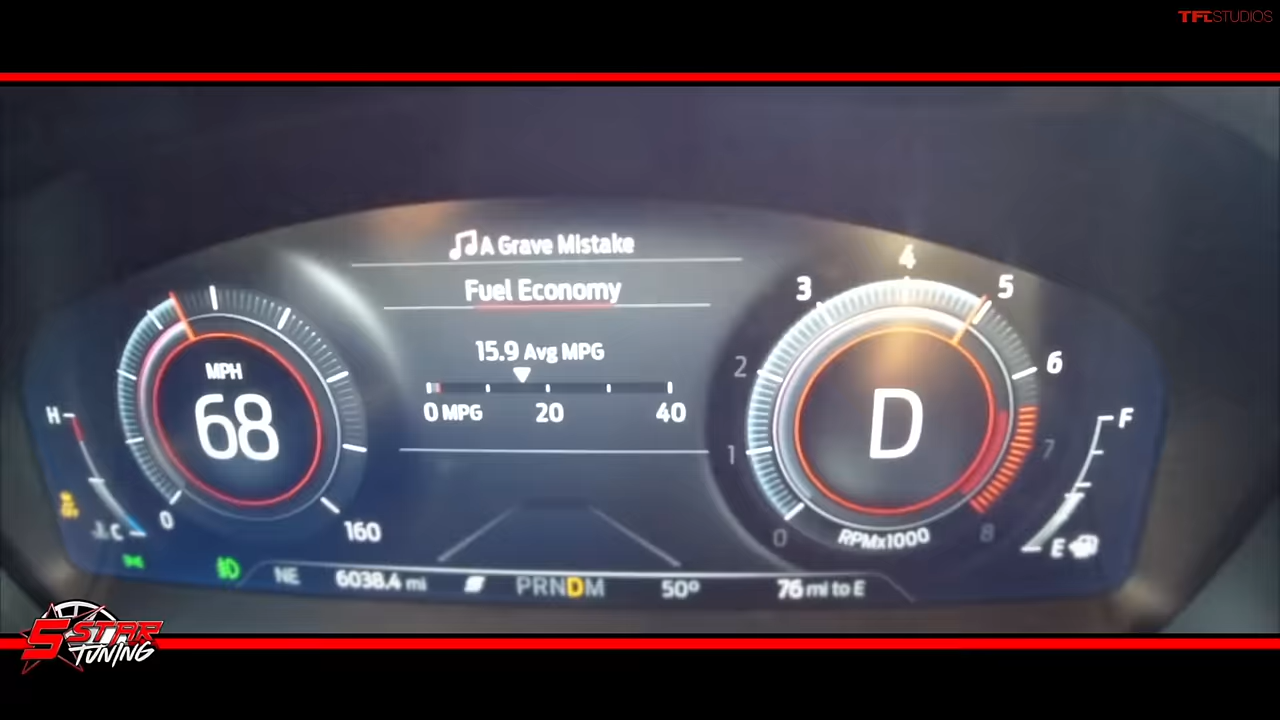 TFLSTUDIOS
A Grave Mistake
Fuel Economy
15.9 Avg MPG
0 MPG 20 40
MPH
68
0
160
H
C
0
1
2
3
4
5
6
7
8
D
RPMx1000
F
E
NE 6038.4 mi PRNDM 50º 76 mi to E
5 STAR
TUNING